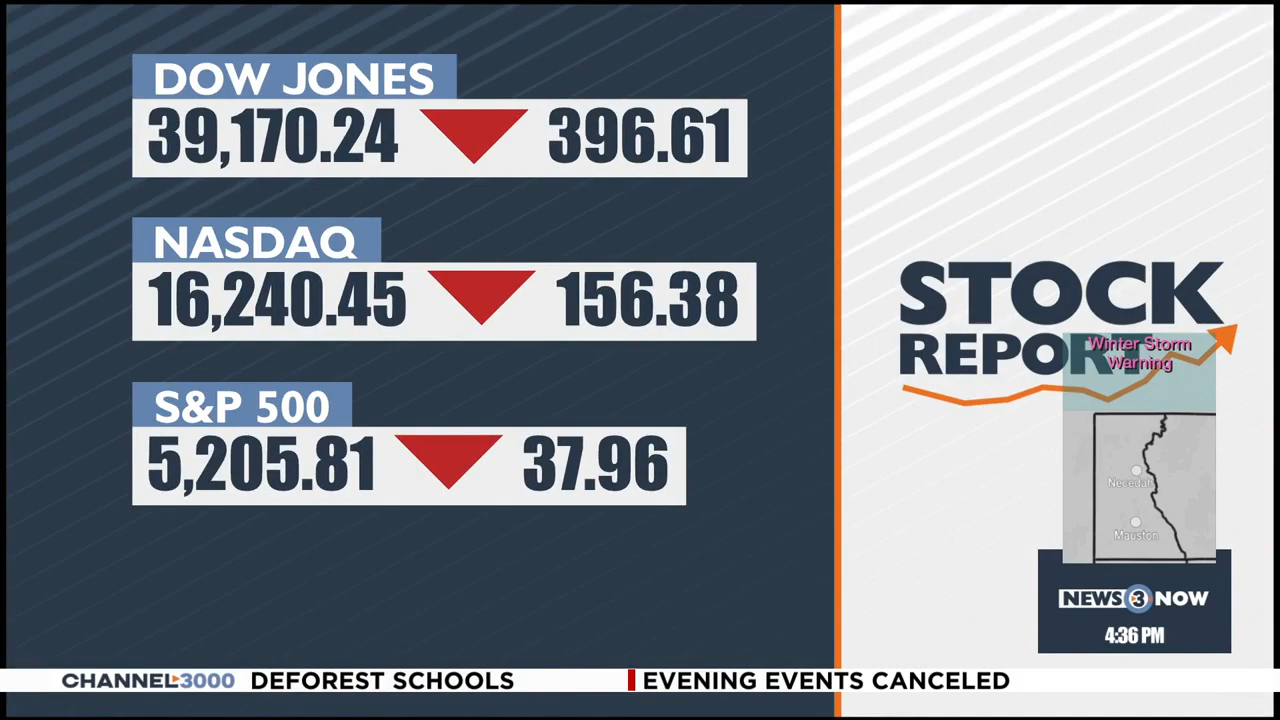 DOW JONES
39,170.24 396.61
NASDAQ
16,240.45 156.38
S&P 500
5,205.81 37.96
STOCK
REPORT
Winter Storm
Warning
Necedah
Mauston
NEWS 3 NOW
4:36 PM
CHANNEL3000 DEFOREST SCHOOLS EVENING EVENTS CANCELED